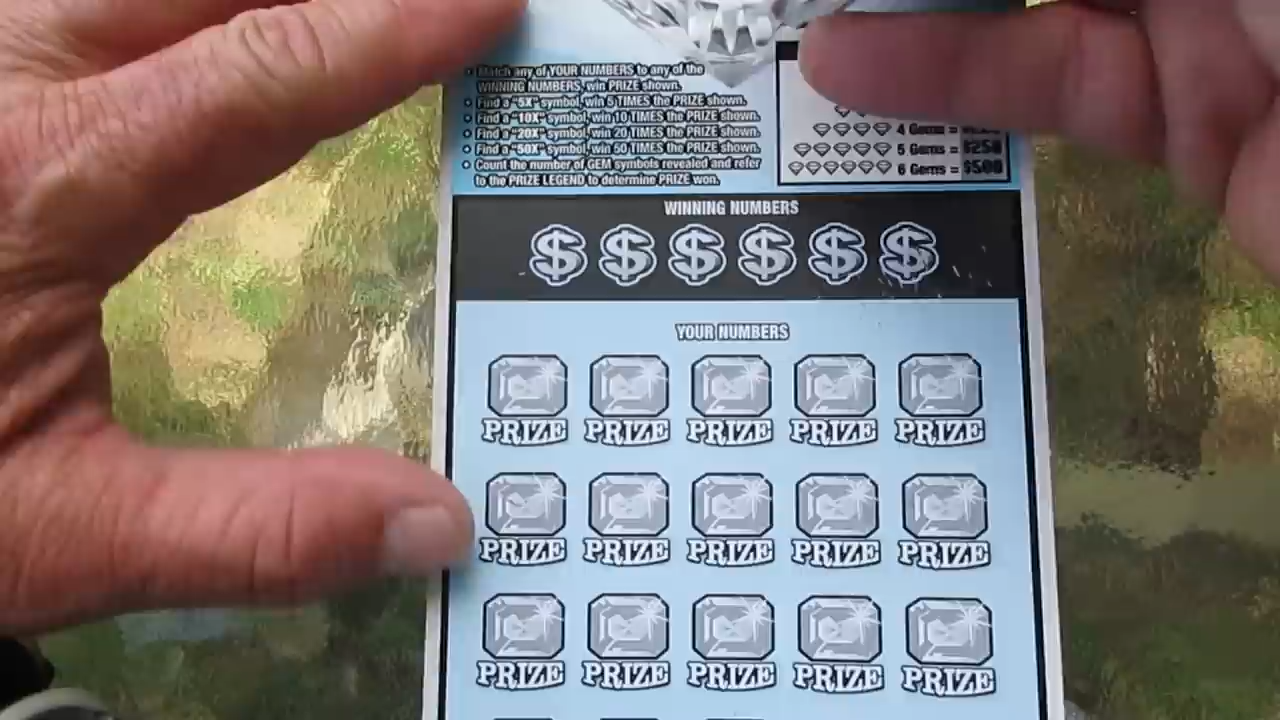 • Match any of YOUR NUMBERS to any of the
WINNING NUMBERS, win PRIZE shown.
• Find a "5X" symbol, win 5 TIMES the PRIZE shown.
• Find a "10X" symbol, win 10 TIMES the PRIZE shown.
• Find a "20X" symbol, win 20 TIMES the PRIZE shown.
• Find a "50X" symbol, win 50 TIMES the PRIZE shown.
• Count the number of GEM symbols revealed and refer
to the PRIZE LEGEND to determine PRIZE won.
4 Gems =
5 Gems = $250
6 Gems = $500
WINNING NUMBERS
$ $ $ $ $ $
YOUR NUMBERS
PRIZE PRIZE PRIZE PRIZE PRIZE
PRIZE PRIZE PRIZE PRIZE PRIZE
PRIZE PRIZE PRIZE PRIZE PRIZE